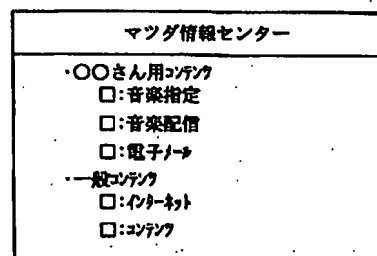 マツダ情報センター
・〇〇さん用ｺﾝﾃﾝﾂ
□：音楽指定
□：音楽配信
□：電子ﾒｰﾙ
・一般ｺﾝﾃﾝﾂ
□：ｲﾝﾀｰﾈｯﾄ
□：ｺﾝﾃﾝﾂ